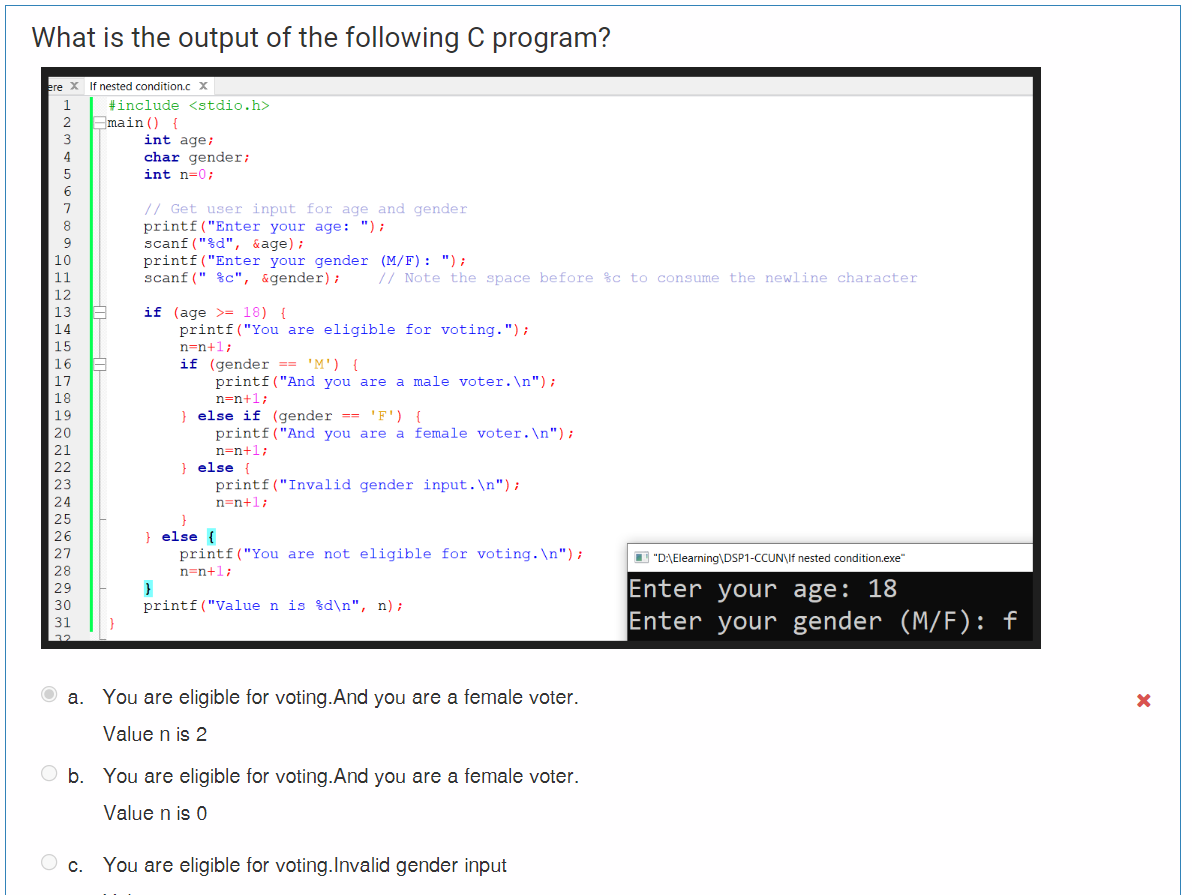 What is the output of the following C program?
ere X If nested condition.c X
1 #include <stdio.h>
2 main() {
3 int age;
4 char gender;
5 int n=0;
6
7 // Get user input for age and gender
8 printf("Enter your age: ");
9 scanf("%d", &age);
10 printf("Enter your gender (M/F): ");
11 scanf(" %c", &gender); // Note the space before %c to consume the newline character
12
13 if (age >= 18) {
14 printf("You are eligible for voting.");
15 n=n+1;
16 if (gender == 'M') {
17 printf("And you are a male voter.\n");
18 n=n+1;
19 } else if (gender == 'F') {
20 printf("And you are a female voter.\n");
21 n=n+1;
22 } else {
23 printf("Invalid gender input.\n");
24 n=n+1;
25 }
26 } else {
27 printf("You are not eligible for voting.\n");
28 n=n+1;
29 }
30 printf("Value n is %d\n", n);
31 }
32
"D:\Elearning\DSP1-CCUN\If nested condition.exe"
Enter your age: 18
Enter your gender (M/F): f
a. You are eligible for voting.And you are a female voter.
Value n is 2
b. You are eligible for voting.And you are a female voter.
Value n is 0
c. You are eligible for voting.Invalid gender input